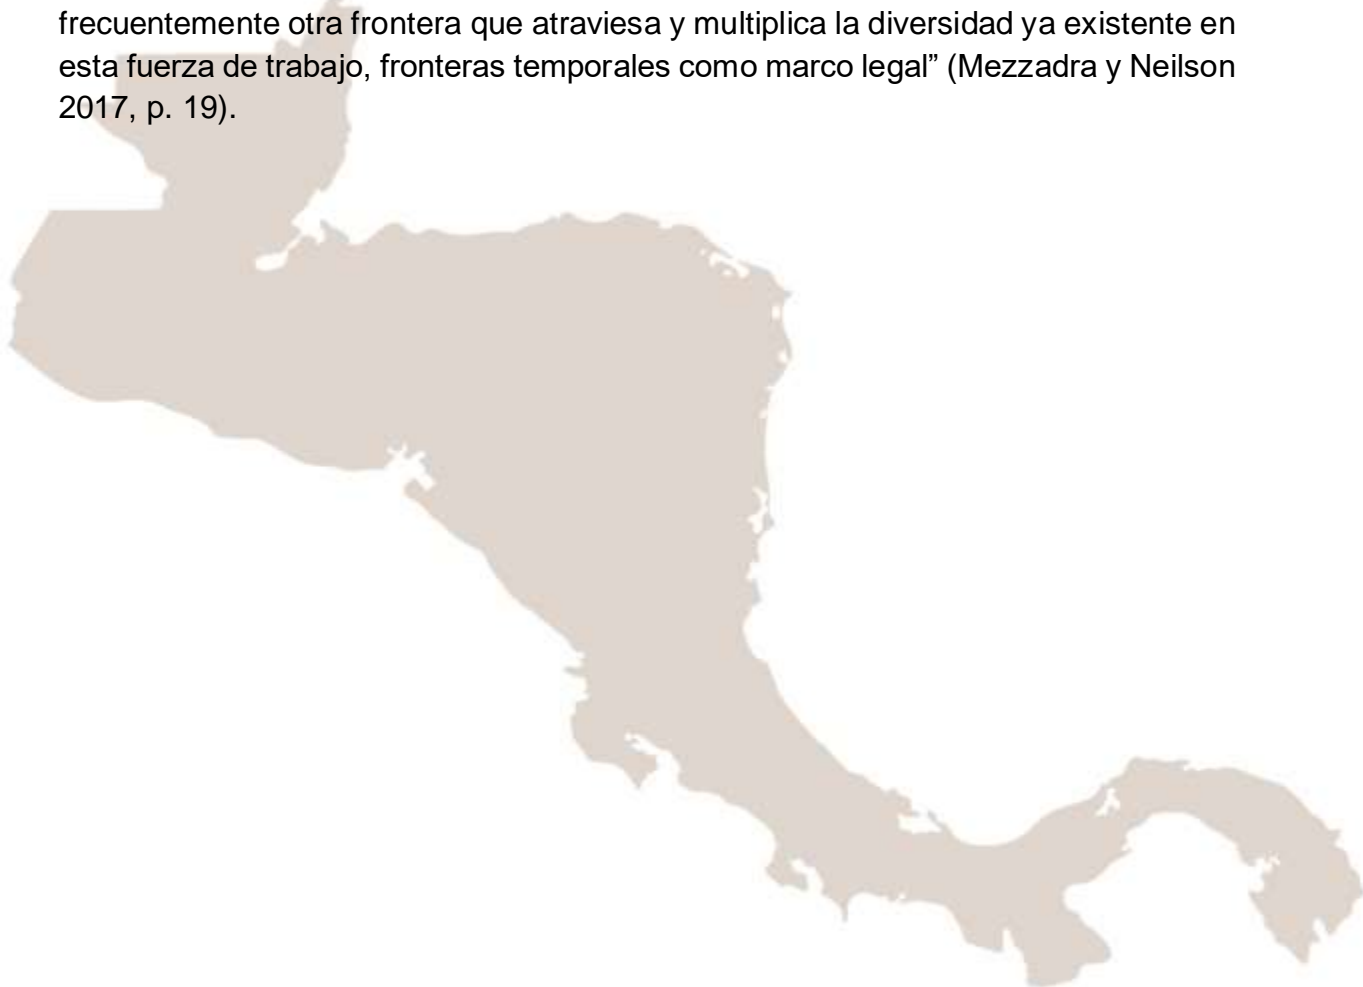 frecuentemente otra frontera que atraviesa y multiplica la diversidad ya existente en
esta fuerza de trabajo, fronteras temporales como marco legal” (Mezzadra y Neilson
2017, p. 19).